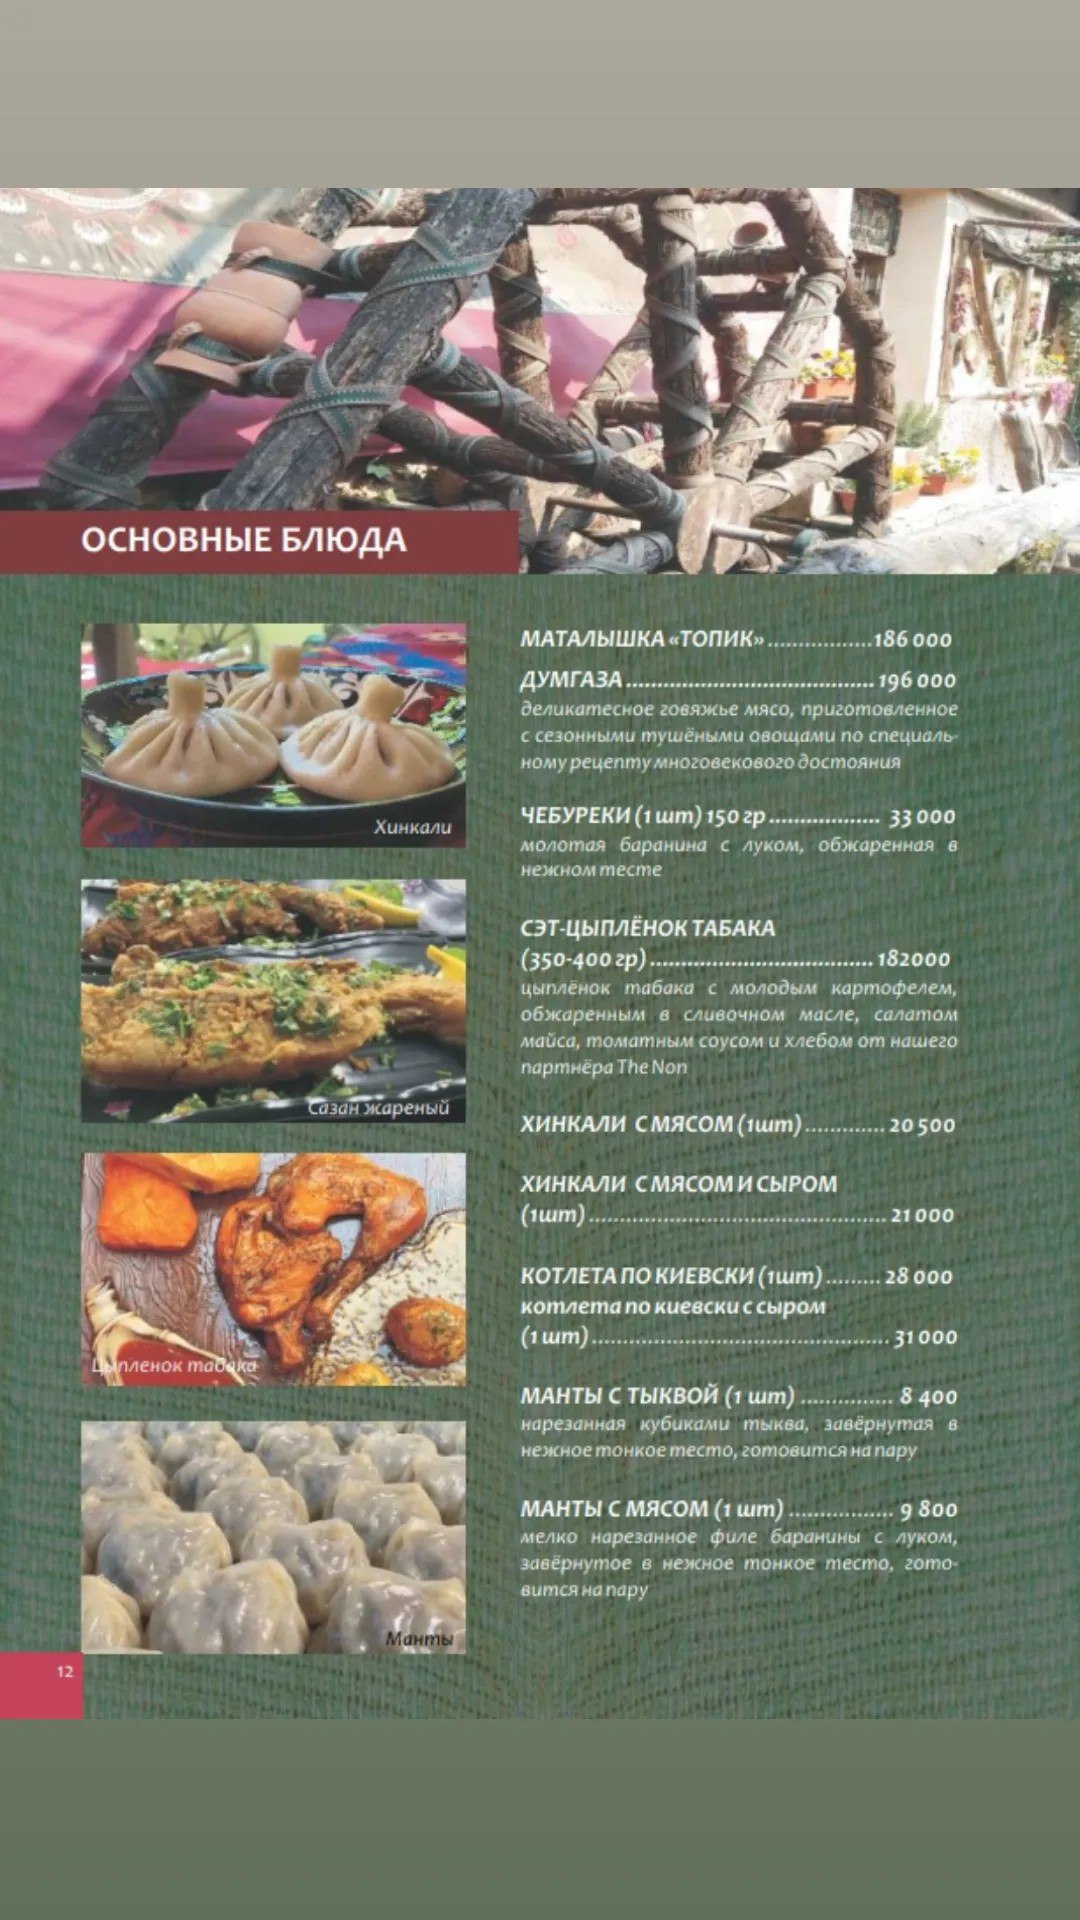 ОСНОВНЫЕ БЛЮДА
Хинкали
Сазан жареный
Цыпленок табака
Манты
12
МАТАЛЫШКА «ТОПИК».................186 000
ДУМГАЗА........................................196 000
деликатесное говяжье мясо, приготовленное
с сезонными тушёными овощами по специаль-
ному рецепту многовекового достояния
ЧЕБУРЕКИ (1 шт) 150 гр.................. 33 000
молотая баранина с луком, обжаренная в
нежном тесте
СЭТ-ЦЫПЛЁНОК ТАБАКА
(350-400 гр)....................................182000
цыплёнок табака с молодым картофелем,
обжаренным в сливочном масле, салатом
майса, томатным соусом и хлебом от нашего
партнёра The Non
ХИНКАЛИ С МЯСОМ (1шт).............20 500
ХИНКАЛИ С МЯСОМ И СЫРОМ
(1шт)................................................21 000
КОТЛЕТА ПО КИЕВСКИ (1шт).........28 000
котлета по киевски с сыром
(1 шт)................................................31 000
МАНТЫ С ТЫКВОЙ (1 шт)...............8 400
нарезанная кубиками тыква, завёрнутая в
нежное тонкое тесто, готовится на пару
МАНТЫ С МЯСОМ (1 шт).................9 800
мелко нарезанное филе баранины с луком,
завёрнутое в нежное тонкое тесто, гото-
вится на пару